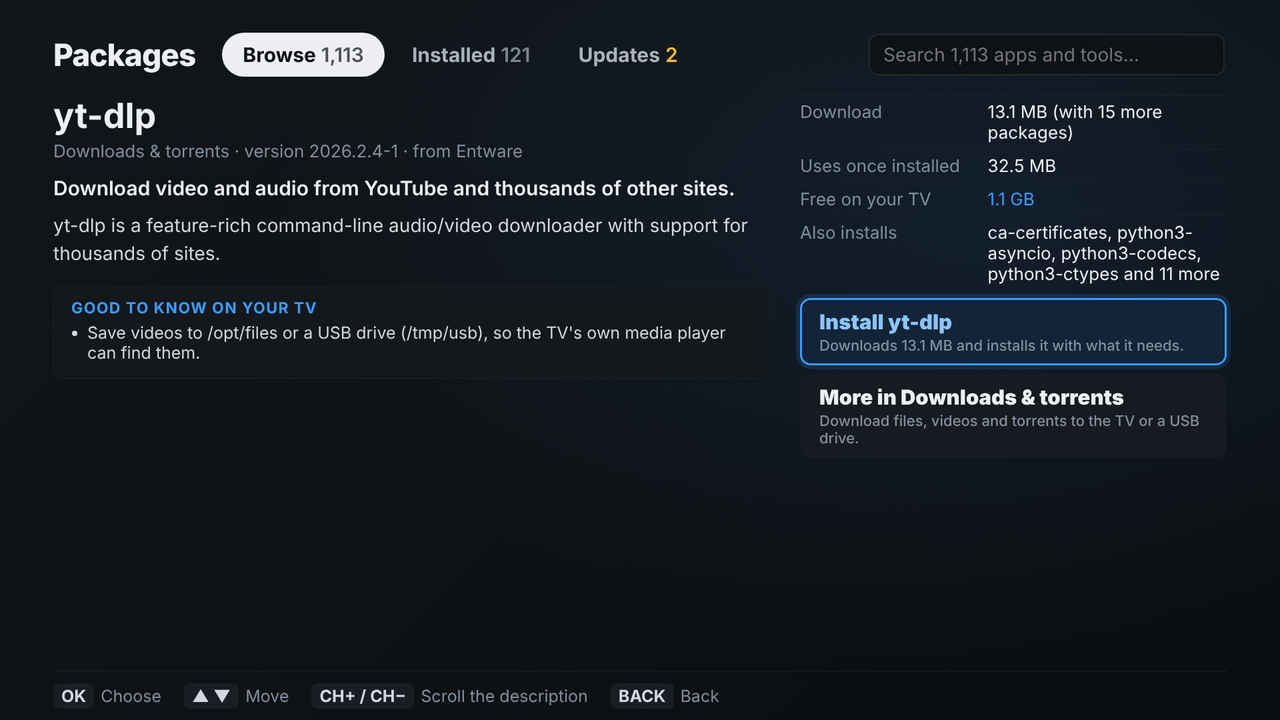 Packages
Browse 1,113
Installed 121
Updates 2
Search 1,113 apps and tools...
yt-dlp
Downloads & torrents · version 2026.2.4-1 · from Entware
Download video and audio from YouTube and thousands of other sites.
yt-dlp is a feature-rich command-line audio/video downloader with support for
thousands of sites.
GOOD TO KNOW ON YOUR TV
• Save videos to /opt/files or a USB drive (/tmp/usb), so the TV's own media player
can find them.
Download 13.1 MB (with 15 more
packages)
Uses once installed 32.5 MB
Free on your TV 1.1 GB
Also installs ca-certificates, python3-
asyncio, python3-codecs,
python3-ctypes and 11 more
Install yt-dlp
Downloads 13.1 MB and installs it with what it needs.
More in Downloads & torrents
Download files, videos and torrents to the TV or a USB
drive.
OK Choose ▲▼ Move CH+ / CH− Scroll the description BACK Back